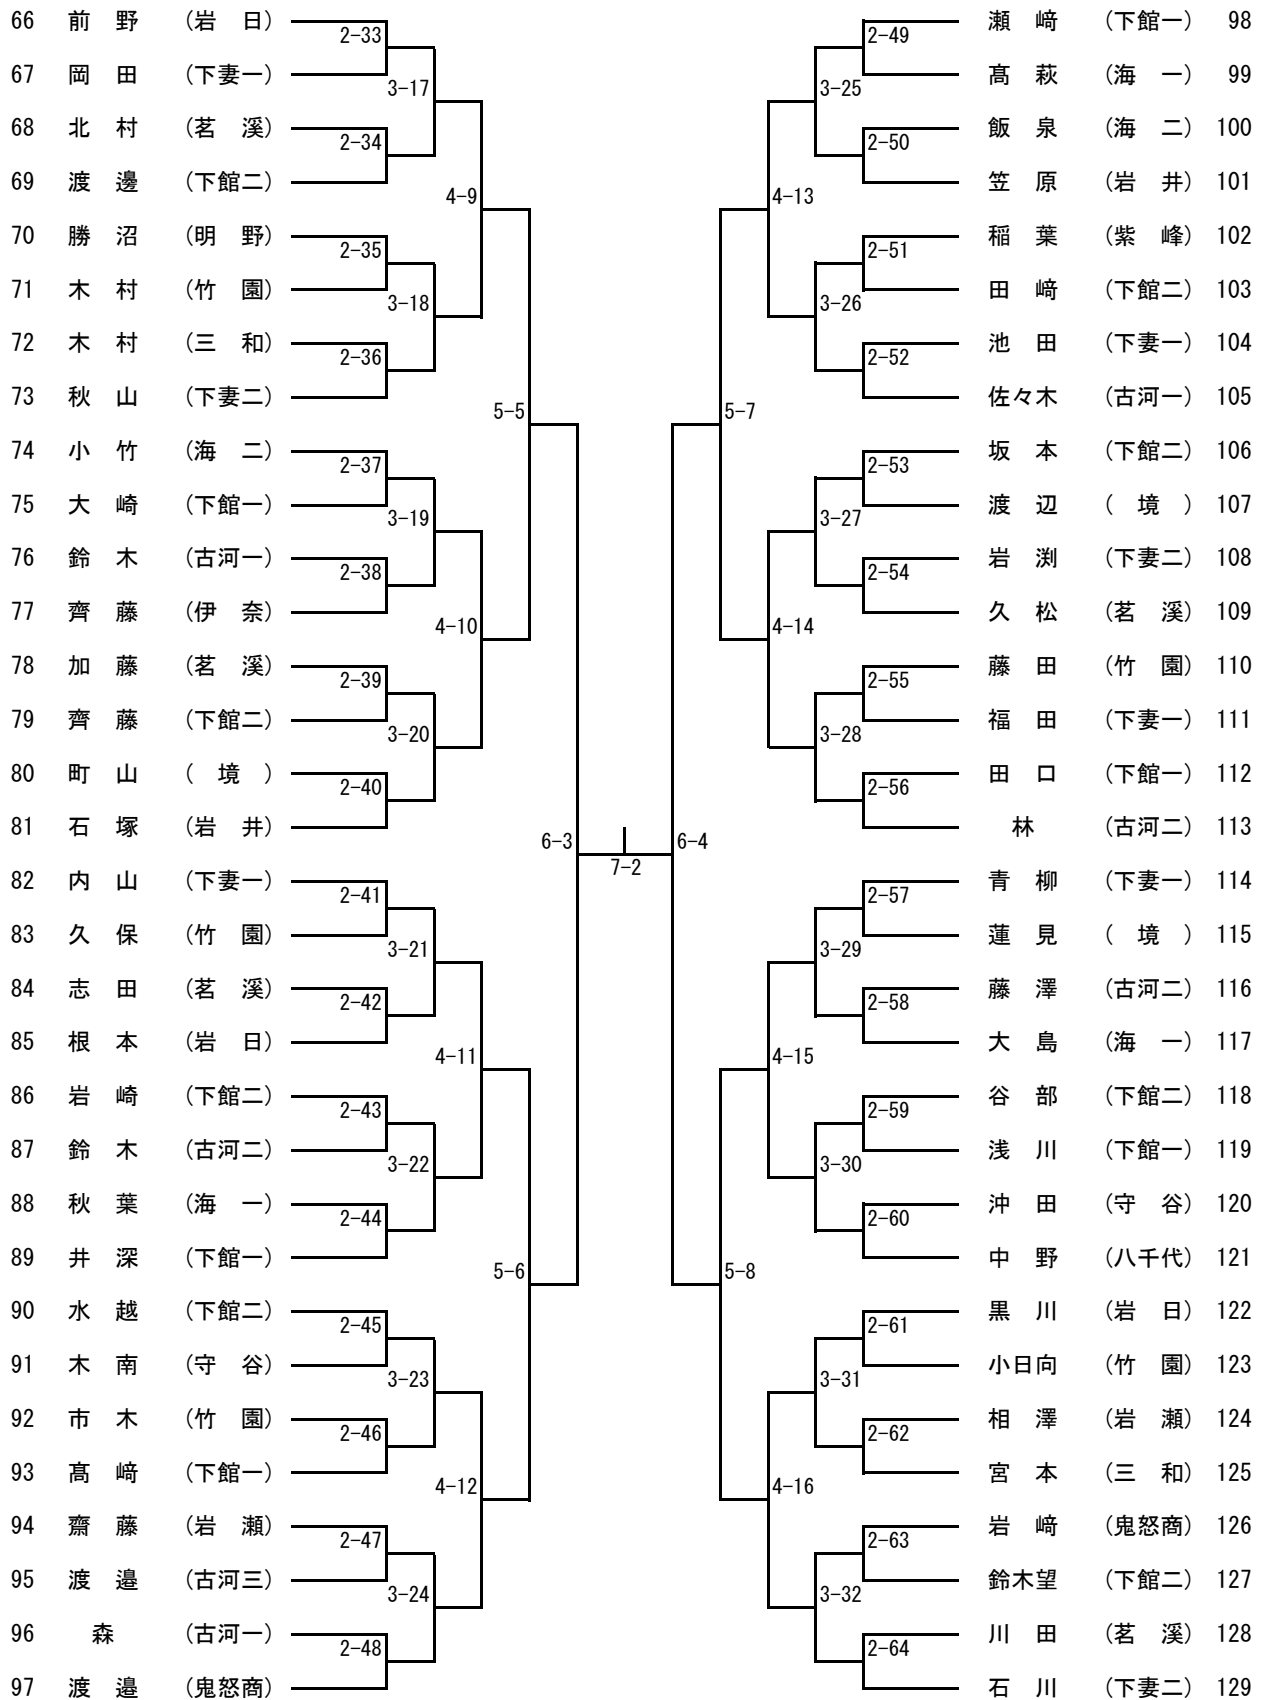 66 前 野 (岩 日) 瀬 﨑 (下館一) 98
2-33 2-49
67 岡 田 (下妻一) 髙 萩 (海 一) 99
3-17 3-25
68 北 村 (茗 溪) 飯 泉 (海 二) 100
2-34 2-50
69 渡 邊 (下館二) 笠 原 (岩 井) 101
4-9 4-13
70 勝 沼 (明 野) 稲 葉 (紫 峰) 102
2-35 2-51
71 木 村 (竹 園) 田 﨑 (下館二) 103
3-18 3-26
72 木 村 (三 和) 池 田 (下妻一) 104
2-36 2-52
73 秋 山 (下妻二) 佐々木 (古河一) 105
5-5 5-7
74 小 竹 (海 二) 坂 本 (下館二) 106
2-37 2-53
75 大 崎 (下館一) 渡 辺 ( 境 ) 107
3-19 3-27
76 鈴 木 (古河一) 岩 渕 (下妻二) 108
2-38 2-54
77 齊 藤 (伊 奈) 久 松 (茗 溪) 109
4-10 4-14
78 加 藤 (茗 溪) 藤 田 (竹 園) 110
2-39 2-55
79 齊 藤 (下館二) 福 田 (下妻一) 111
3-20 3-28
80 町 山 ( 境 ) 田 口 (下館一) 112
2-40 2-56
81 石 塚 (岩 井) 林 (古河二) 113
6-3 6-4
7-2
82 内 山 (下妻一) 青 柳 (下妻一) 114
2-41 2-57
83 久 保 (竹 園) 蓮 見 ( 境 ) 115
3-21 3-29
84 志 田 (茗 溪) 藤 澤 (古河二) 116
2-42 2-58
85 根 本 (岩 日) 大 島 (海 一) 117
4-11 4-15
86 岩 崎 (下館二) 谷 部 (下館二) 118
2-43 2-59
87 鈴 木 (古河二) 浅 川 (下館一) 119
3-22 3-30
88 秋 葉 (海 一) 沖 田 (守 谷) 120
2-44 2-60
89 井 深 (下館一) 中 野 (八千代) 121
5-6 5-8
90 水 越 (下館二) 黒 川 (岩 日) 122
2-45 2-61
91 木 南 (守 谷) 小日向 (竹 園) 123
3-23 3-31
92 市 木 (竹 園) 相 澤 (岩 瀬) 124
2-46 2-62
93 髙 﨑 (下館一) 宮 本 (三 和) 125
4-12 4-16
94 齋 藤 (岩 瀬) 岩 﨑 (鬼怒商) 126
2-47 2-63
95 渡 邉 (古河三) 鈴木望 (下館二) 127
3-24 3-32
96 森 (古河一) 川 田 (茗 溪) 128
2-48 2-64
97 渡 邉 (鬼怒商) 石 川 (下妻二) 129